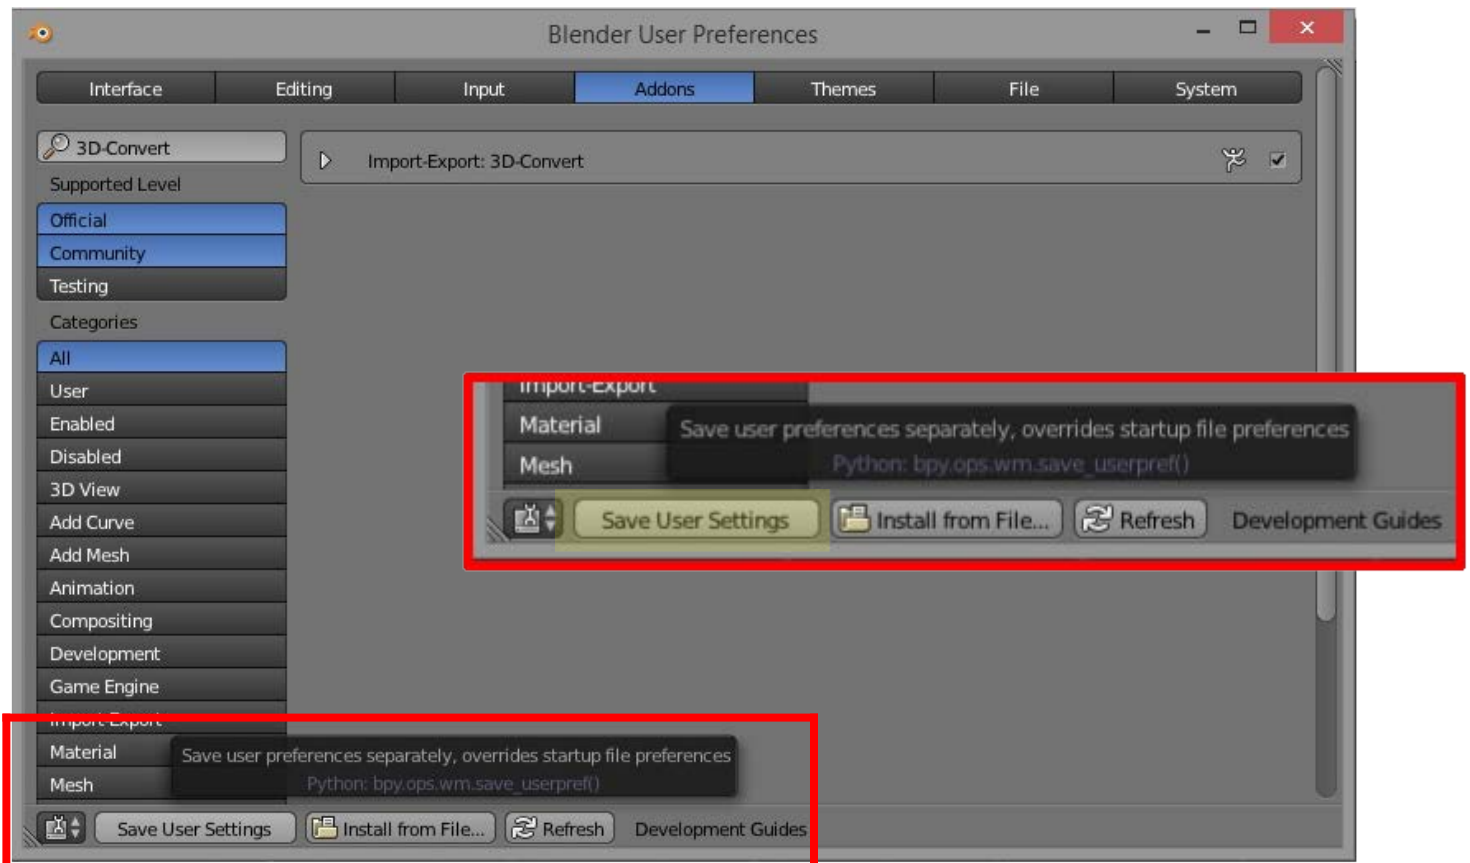 Blender User Preferences
Interface Editing Input Addons Themes File System
3D-Convert
Import-Export: 3D-Convert
Supported Level
Official
Community
Testing
Categories
All
User
Enabled
Disabled
3D View
Add Curve
Add Mesh
Animation
Compositing
Development
Game Engine
Import-Export
Material
Save user preferences separately, overrides startup file preferences
Mesh
Python: bpy.ops.wm.save_userpref()
Save User Settings Install from File... Refresh Development Guides
Import-Export
Material
Save user preferences separately, overrides startup file preferences
Mesh
Python: bpy.ops.wm.save_userpref()
Save User Settings Install from File... Refresh Development Guides